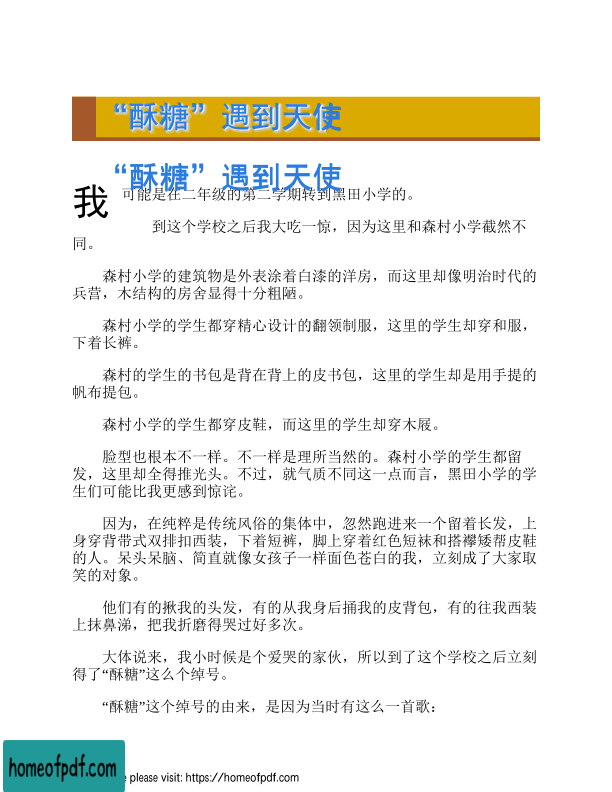 “酥糖”遇到天使
“酥糖”遇到天使
我 可能是在二年级的第二学期转到黑田小学的。
到这个学校之后我大吃一惊，因为这里和森村小学截然不
同。
森村小学的建筑物是外表涂着白漆的洋房，而这里却像明治时代的
兵营，木结构的房舍显得十分粗陋。
森村小学的学生都穿精心设计的翻领制服，这里的学生却穿和服，
下着长裤。
森村的学生的书包是背在背上的皮书包，这里的学生却是用手提的
帆布提包。
森村小学的学生都穿皮鞋，而这里的学生却穿木屐。
脸型也根本不一样。不一样是理所当然的。森村小学的学生都留
发，这里却全得推光头。不过，就气质不同这一点而言，黑田小学的学
生们可能比我更感到惊诧。
因为，在纯粹是传统风俗的集体中，忽然跑进来一个留着长发，上
身穿背带式双排扣西装，下着短裤，脚上穿着红色短袜和搭襻矮帮皮鞋
的人。呆头呆脑、简直就像女孩子一样面色苍白的我，立刻成了大家取
笑的对象。
他们有的揪我的头发，有的从我身后捅我的皮背包，有的往我西装
上抹鼻涕，把我折磨得哭过好多次。
大体说来，我小时候是个爱哭的家伙，所以到了这个学校之后立刻
得了“酥糖”这么个绰号。
“酥糖”这个绰号的由来，是因为当时有这么一首歌：
homeofpdf.com
e please visit: https://homeofpdf.com